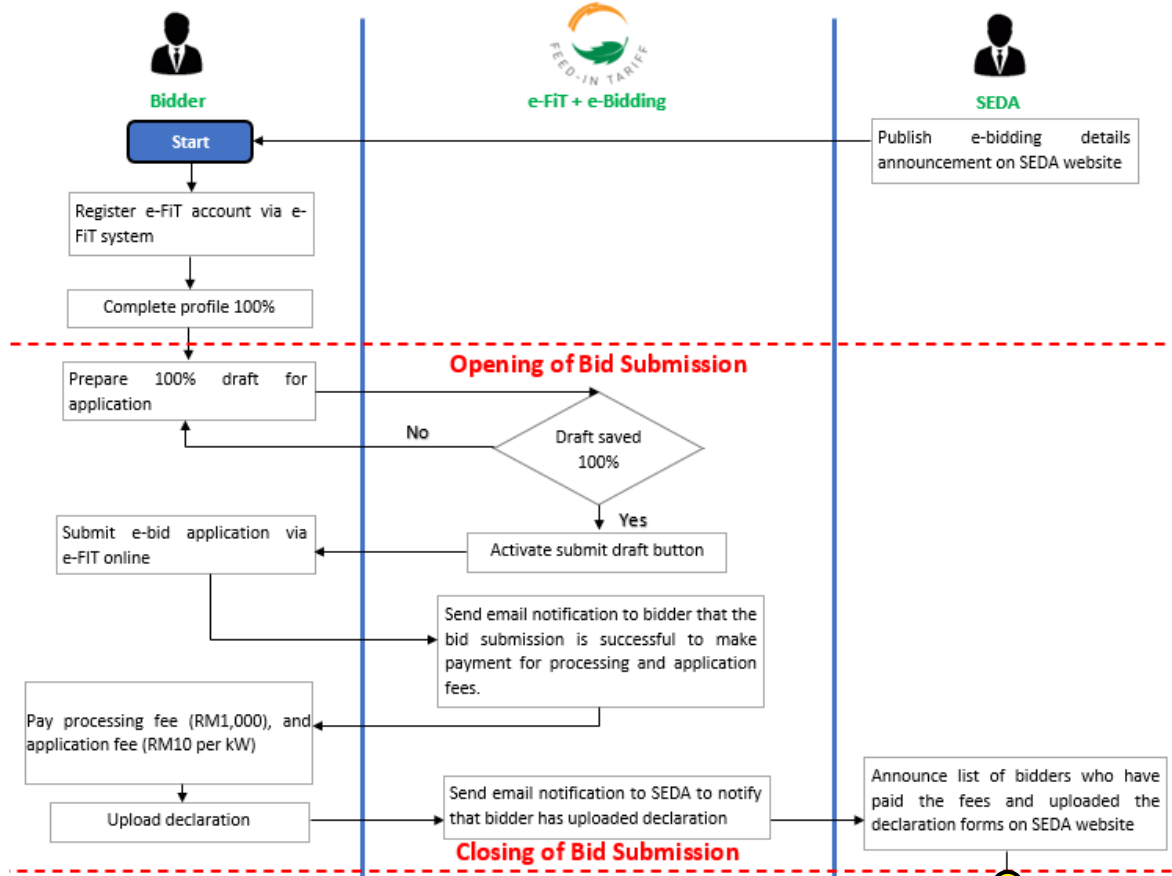 FEED-IN TARIFF
Bidder
e-FiT + e-Bidding
SEDA
Start
Publish e-bidding details
announcement on SEDA website
Register e-FiT account via e-
FiT system
Complete profile 100%
Opening of Bid Submission
Prepare 100% draft for
application
No
Draft saved
100%
Yes
Submit e-bid application via
e-FIT online
Activate submit draft button
Send email notification to bidder that the
bid submission is successful to make
payment for processing and application
fees.
Pay processing fee (RM1,000), and
application fee (RM10 per kW)
Upload declaration
Send email notification to SEDA to notify
that bidder has uploaded declaration
Announce list of bidders who have
paid the fees and uploaded the
declaration forms on SEDA website
Closing of Bid Submission